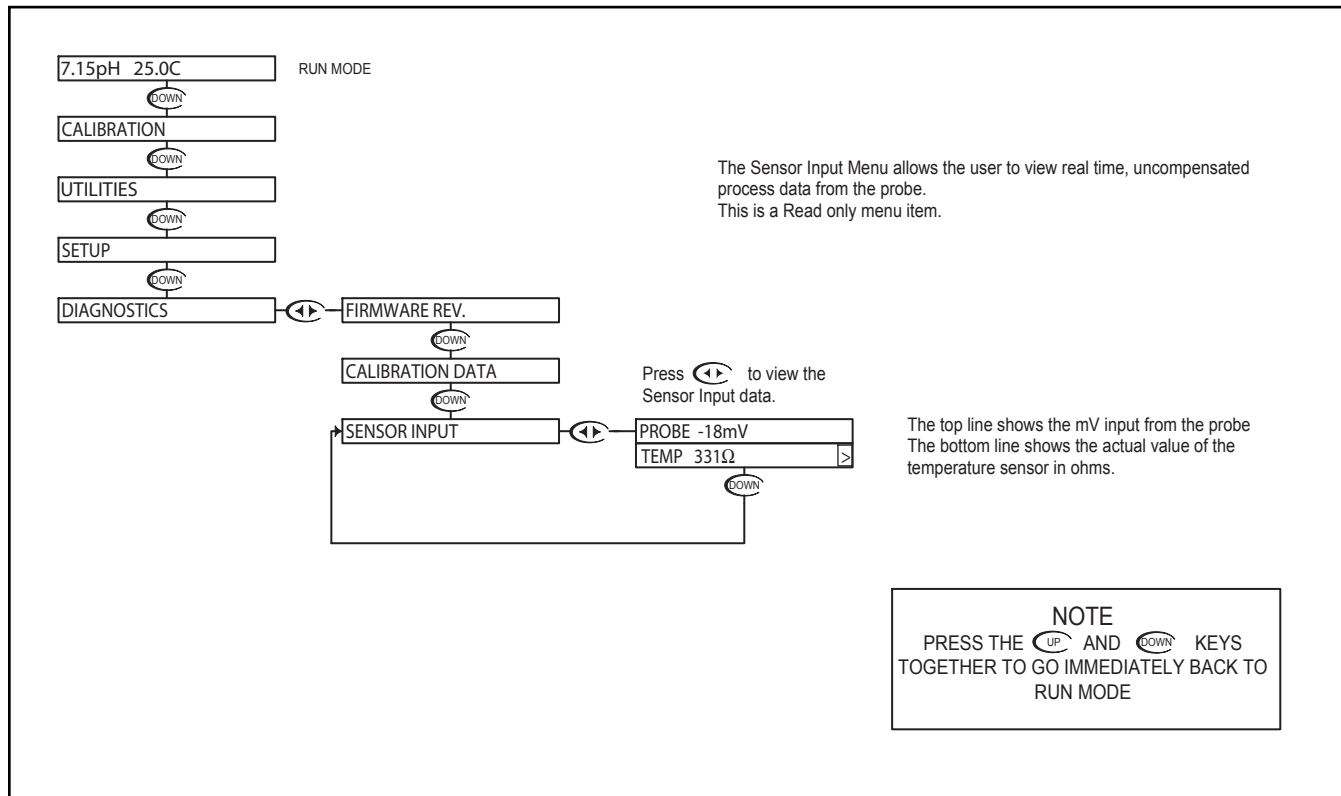 7.15pH 25.0C
RUN MODE
DOWN
CALIBRATION
DOWN
UTILITIES
DOWN
SETUP
DOWN
DIAGNOSTICS
FIRMWARE REV.
DOWN
CALIBRATION DATA
DOWN
SENSOR INPUT
The Sensor Input Menu allows the user to view real time, uncompensated
process data from the probe.
This is a Read only menu item.
Press to view the
Sensor Input data.
PROBE -18mV
TEMP 331Ω >
DOWN
The top line shows the mV input from the probe
The bottom line shows the actual value of the
temperature sensor in ohms.
NOTE
PRESS THE UP AND DOWN KEYS
TOGETHER TO GO IMMEDIATELY BACK TO
RUN MODE